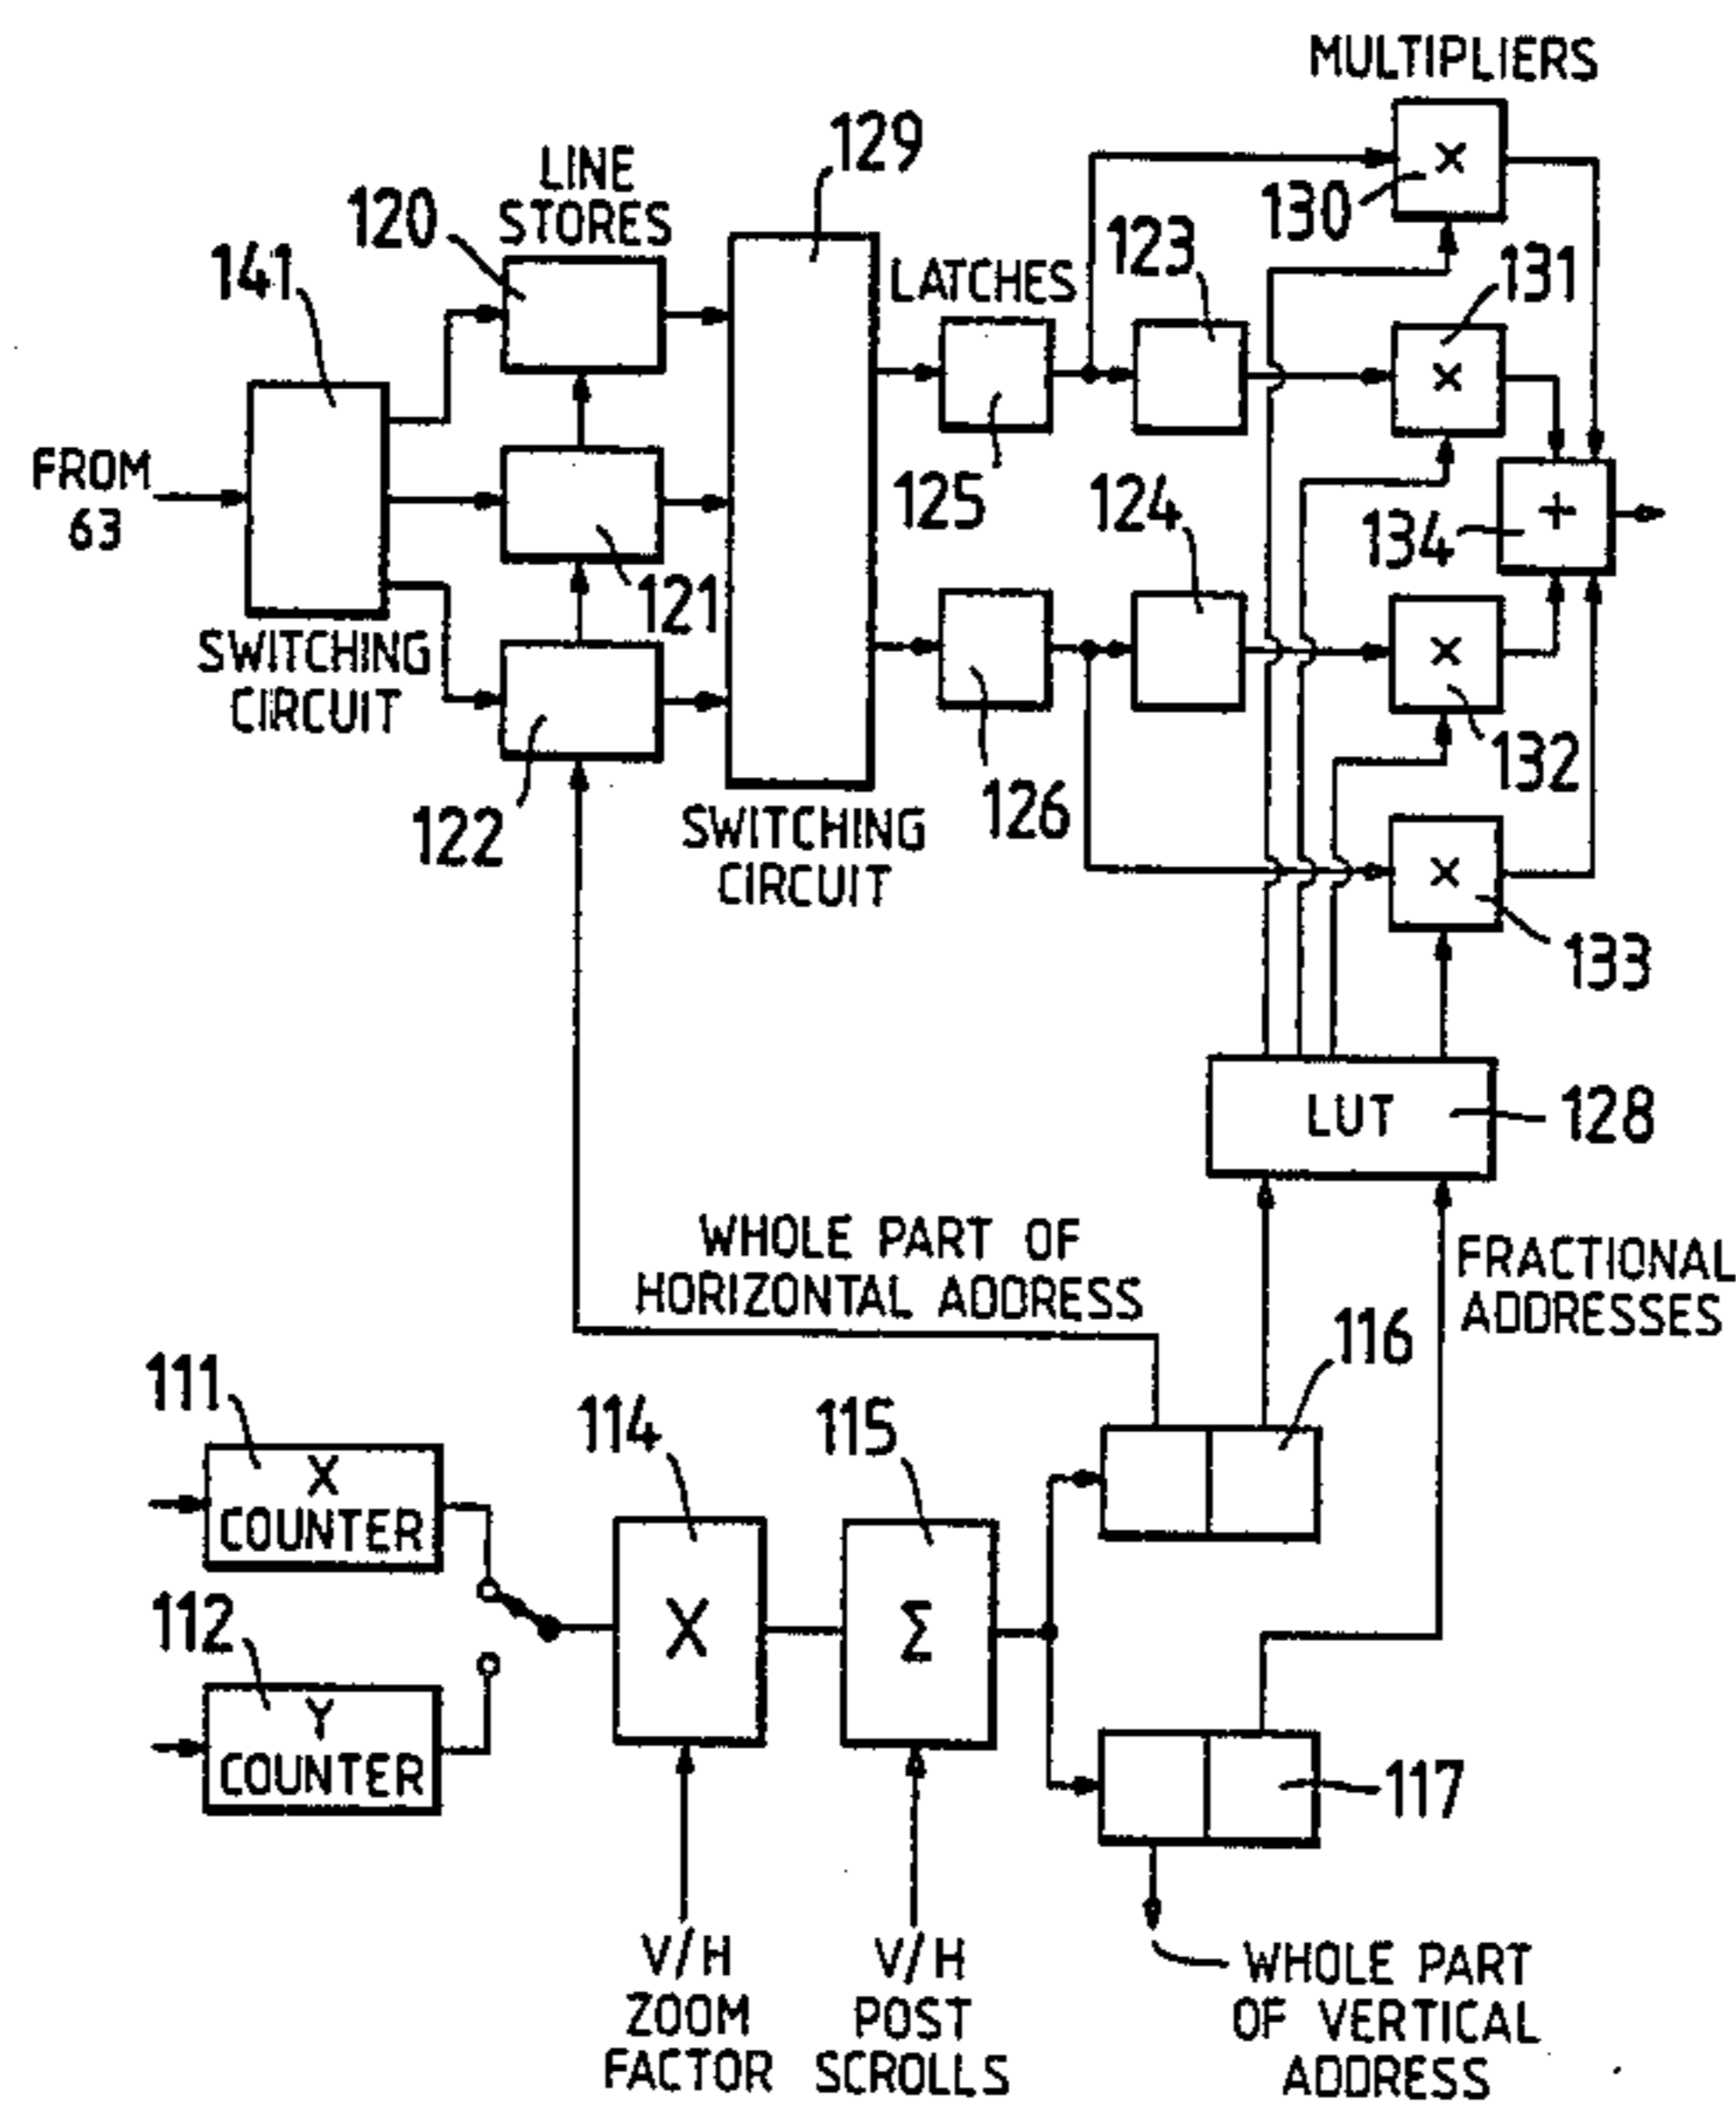 MULTIPLIERS
129
LINE
STORES
120
130
123
141
LATCHES
131
FROM
63
125
124
134
121
SWITCHING
CIRCUIT
122
126
132
SWITCHING
CIRCUIT
133
LUT
128
WHOLE PART OF
HORIZONTAL ADDRESS
FRACTIONAL
ADDRESSES
116
111
114
115
X
COUNTER
112
X
Σ
Y
COUNTER
117
V/H
ZOOM
FACTOR
V/H
POST
SCROLLS
WHOLE PART
OF VERTICAL
ADDRESS
×
×
×
×
+